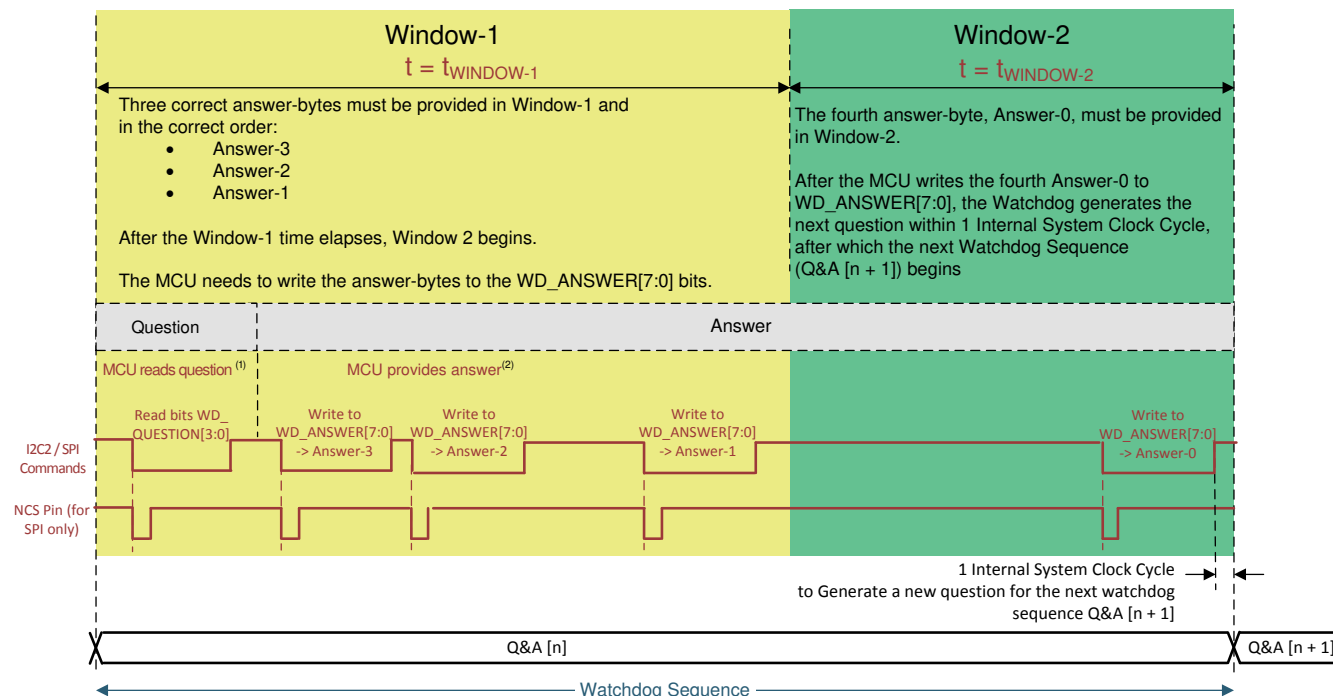 Window-1
t = tWINDOW-1
Three correct answer-bytes must be provided in Window-1 and
in the correct order:
• Answer-3
• Answer-2
• Answer-1
After the Window-1 time elapses, Window 2 begins.
The MCU needs to write the answer-bytes to the WD_ANSWER[7:0] bits.
Window-2
t = tWINDOW-2
The fourth answer-byte, Answer-0, must be provided
in Window-2.
After the MCU writes the fourth Answer-0 to
WD_ANSWER[7:0], the Watchdog generates the
next question within 1 Internal System Clock Cycle,
after which the next Watchdog Sequence
(Q&A [n + 1]) begins
Question
Answer
MCU reads question (1)
MCU provides answer(2)
I2C2 / SPI
Commands
Read bits WD_
QUESTION[3:0]
Write to
WD_ANSWER[7:0]
-> Answer-3
Write to
WD_ANSWER[7:0]
-> Answer-2
Write to
WD_ANSWER[7:0]
-> Answer-1
Write to
WD_ANSWER[7:0]
-> Answer-0
NCS Pin (for
SPI only)
1 Internal System Clock Cycle
to Generate a new question for the next watchdog
sequence Q&A [n + 1]
Q&A [n]
Q&A [n + 1]
Watchdog Sequence